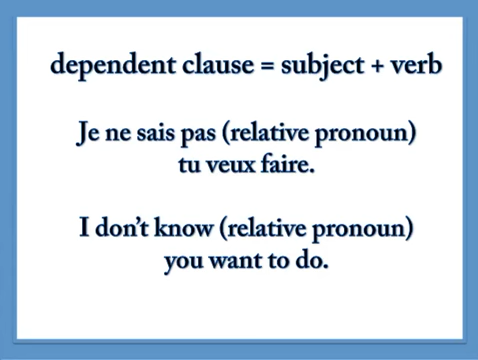 dependent clause = subject + verb
Je ne sais pas (relative pronoun)
tu veux faire.
I don't know (relative pronoun)
you want to do.